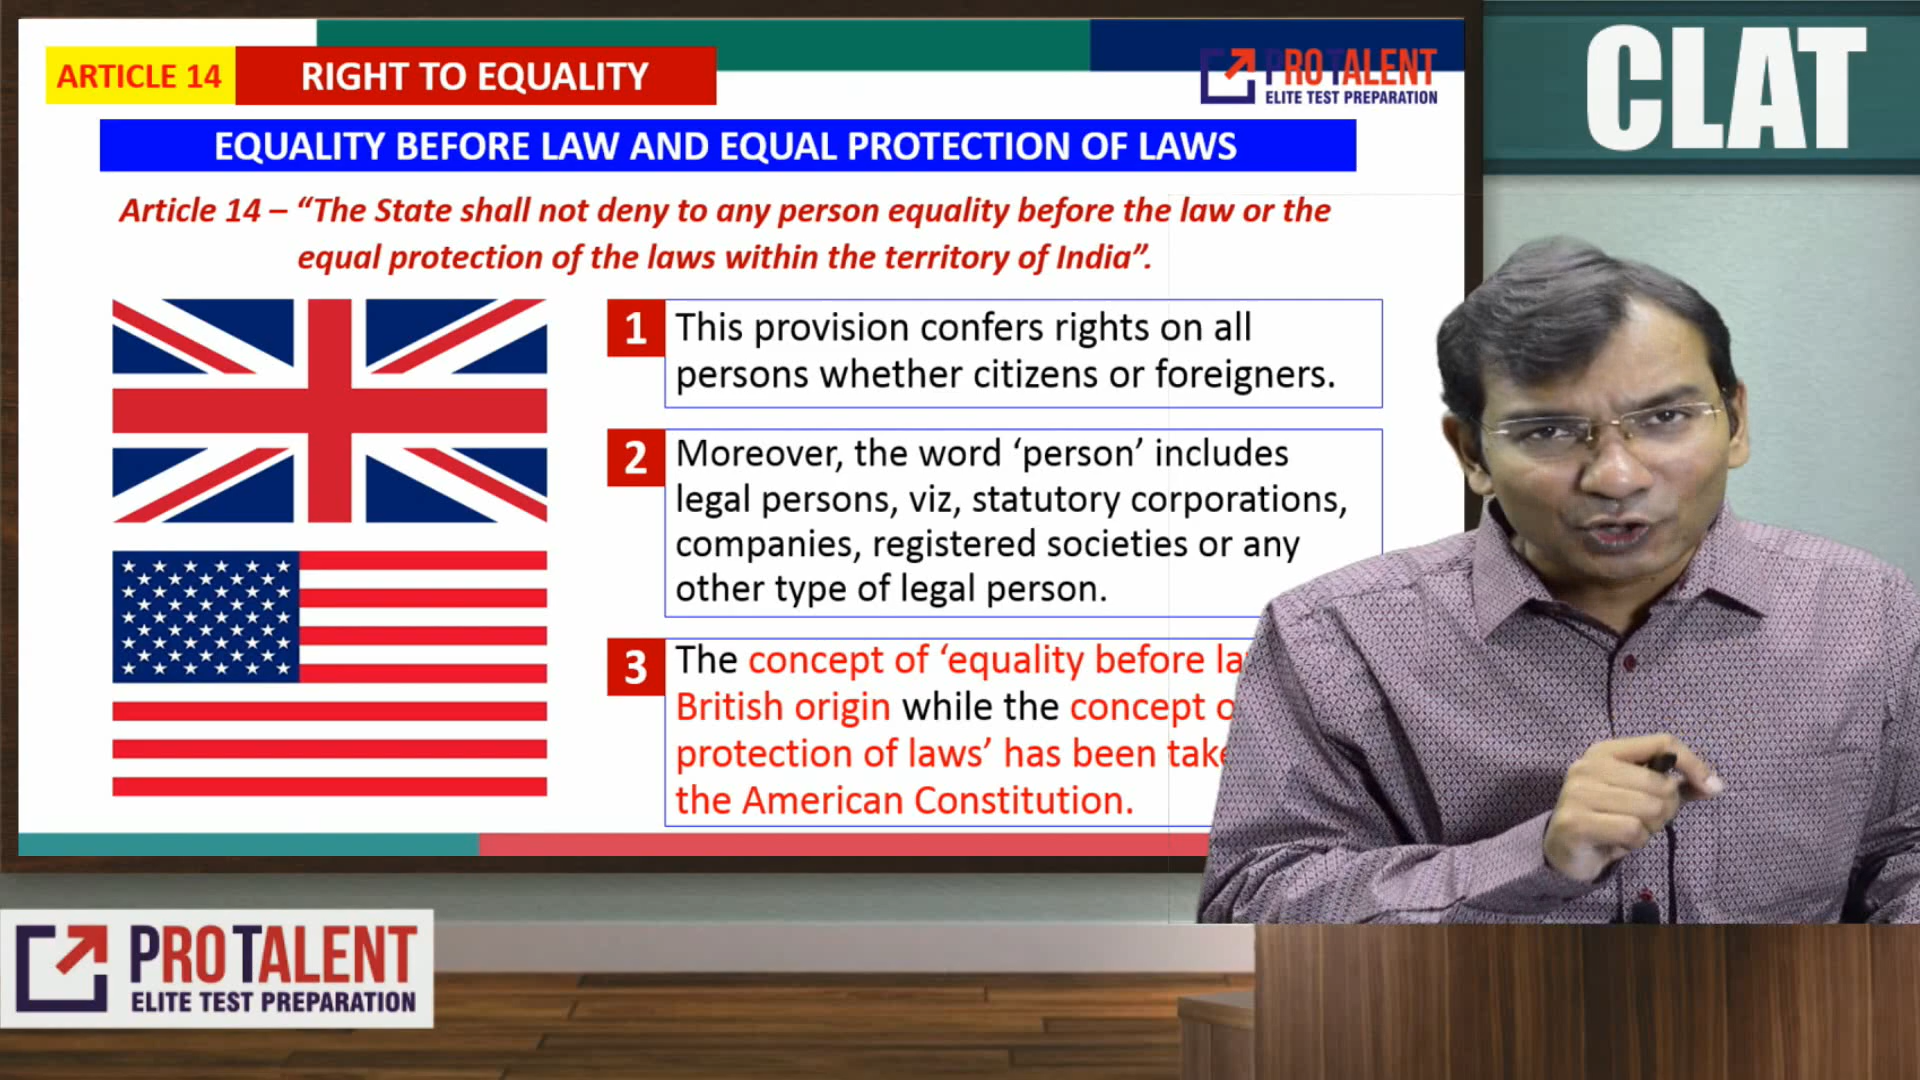 ARTICLE 14 RIGHT TO EQUALITY
PRO TALENT
ELITE TEST PREPARATION
CLAT
EQUALITY BEFORE LAW AND EQUAL PROTECTION OF LAWS
Article 14 – “The State shall not deny to any person equality before the law or the
equal protection of the laws within the territory of India”.
1 This provision confers rights on all
persons whether citizens or foreigners.
2 Moreover, the word ‘person’ includes
legal persons, viz, statutory corporations,
companies, registered societies or any
other type of legal person.
3 The concept of ‘equality before
British origin while the concept
protection of laws’ has been
the American Constitution.
PRO TALENT
ELITE TEST PREPARATION